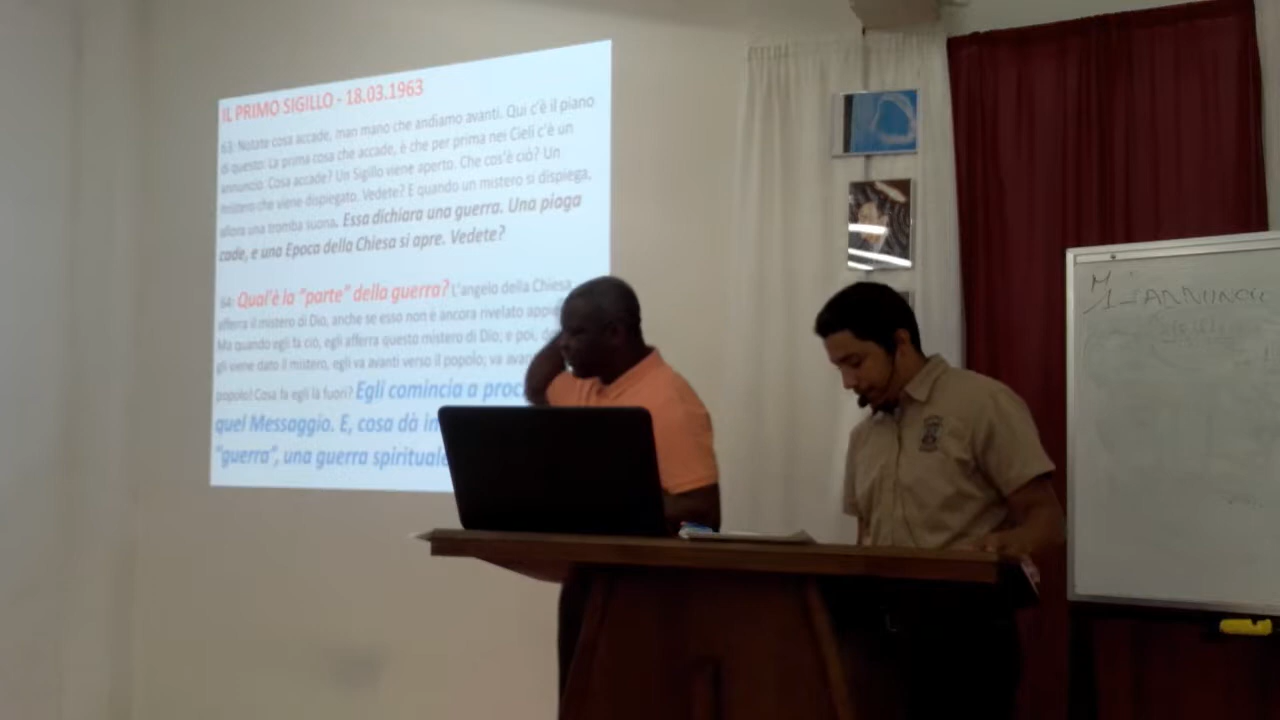 IL PRIMO SIGILLO - 18.03.1963
63: Notate cosa accade, man mano che andiamo avanti. Qui c'è il piano
di questo: La prima cosa che accade, è che per prima nei Cieli c'è un
annuncio. Cosa accade? Un Sigillo viene aperto. Che cos'è ciò? Un
mistero che viene dispiegato. Vedete? E quando un mistero si dispiega,
allora una tromba suona. Essa dichiara una guerra. Una piaga
cade, e una Epoca della Chiesa si apre. Vedete?
64: Qual'è la "parte" della guerra? L'angelo della Chiesa
afferra il mistero di Dio, anche se esso non è ancora rivelato
Ma quando egli fa ciò, egli afferra questo mistero di Dio; e poi,
gli viene dato il mistero, egli va avanti verso il popolo; va
popolo! Cosa fa egli là fuori? Egli comincia a
quel Messaggio. E, cosa dà
"guerra", una guerra spirituale
1- ANNUNCIO